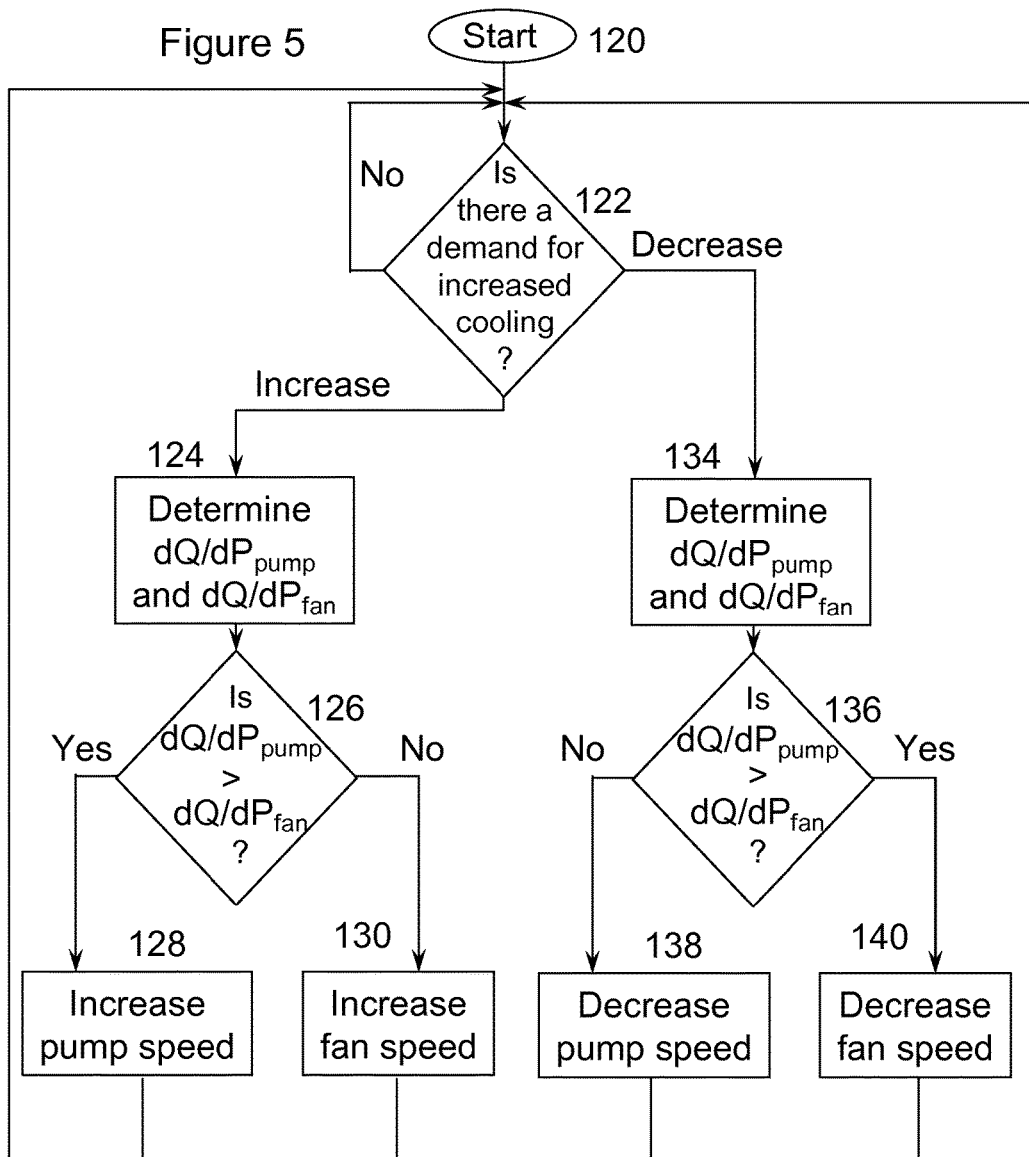 Figure 5
Start
120
No
Is
there a
demand for
increased
cooling
?
122
Decrease
Increase
124
Determine
dQ/dPpump
and dQ/dPfan
134
Determine
dQ/dPpump
and dQ/dPfan
Is
dQ/dPpump
>
dQ/dPfan
?
126
Yes
No
Is
dQ/dPpump
>
dQ/dPfan
?
136
No
Yes
128
Increase
pump speed
130
Increase
fan speed
138
Decrease
pump speed
140
Decrease
fan speed